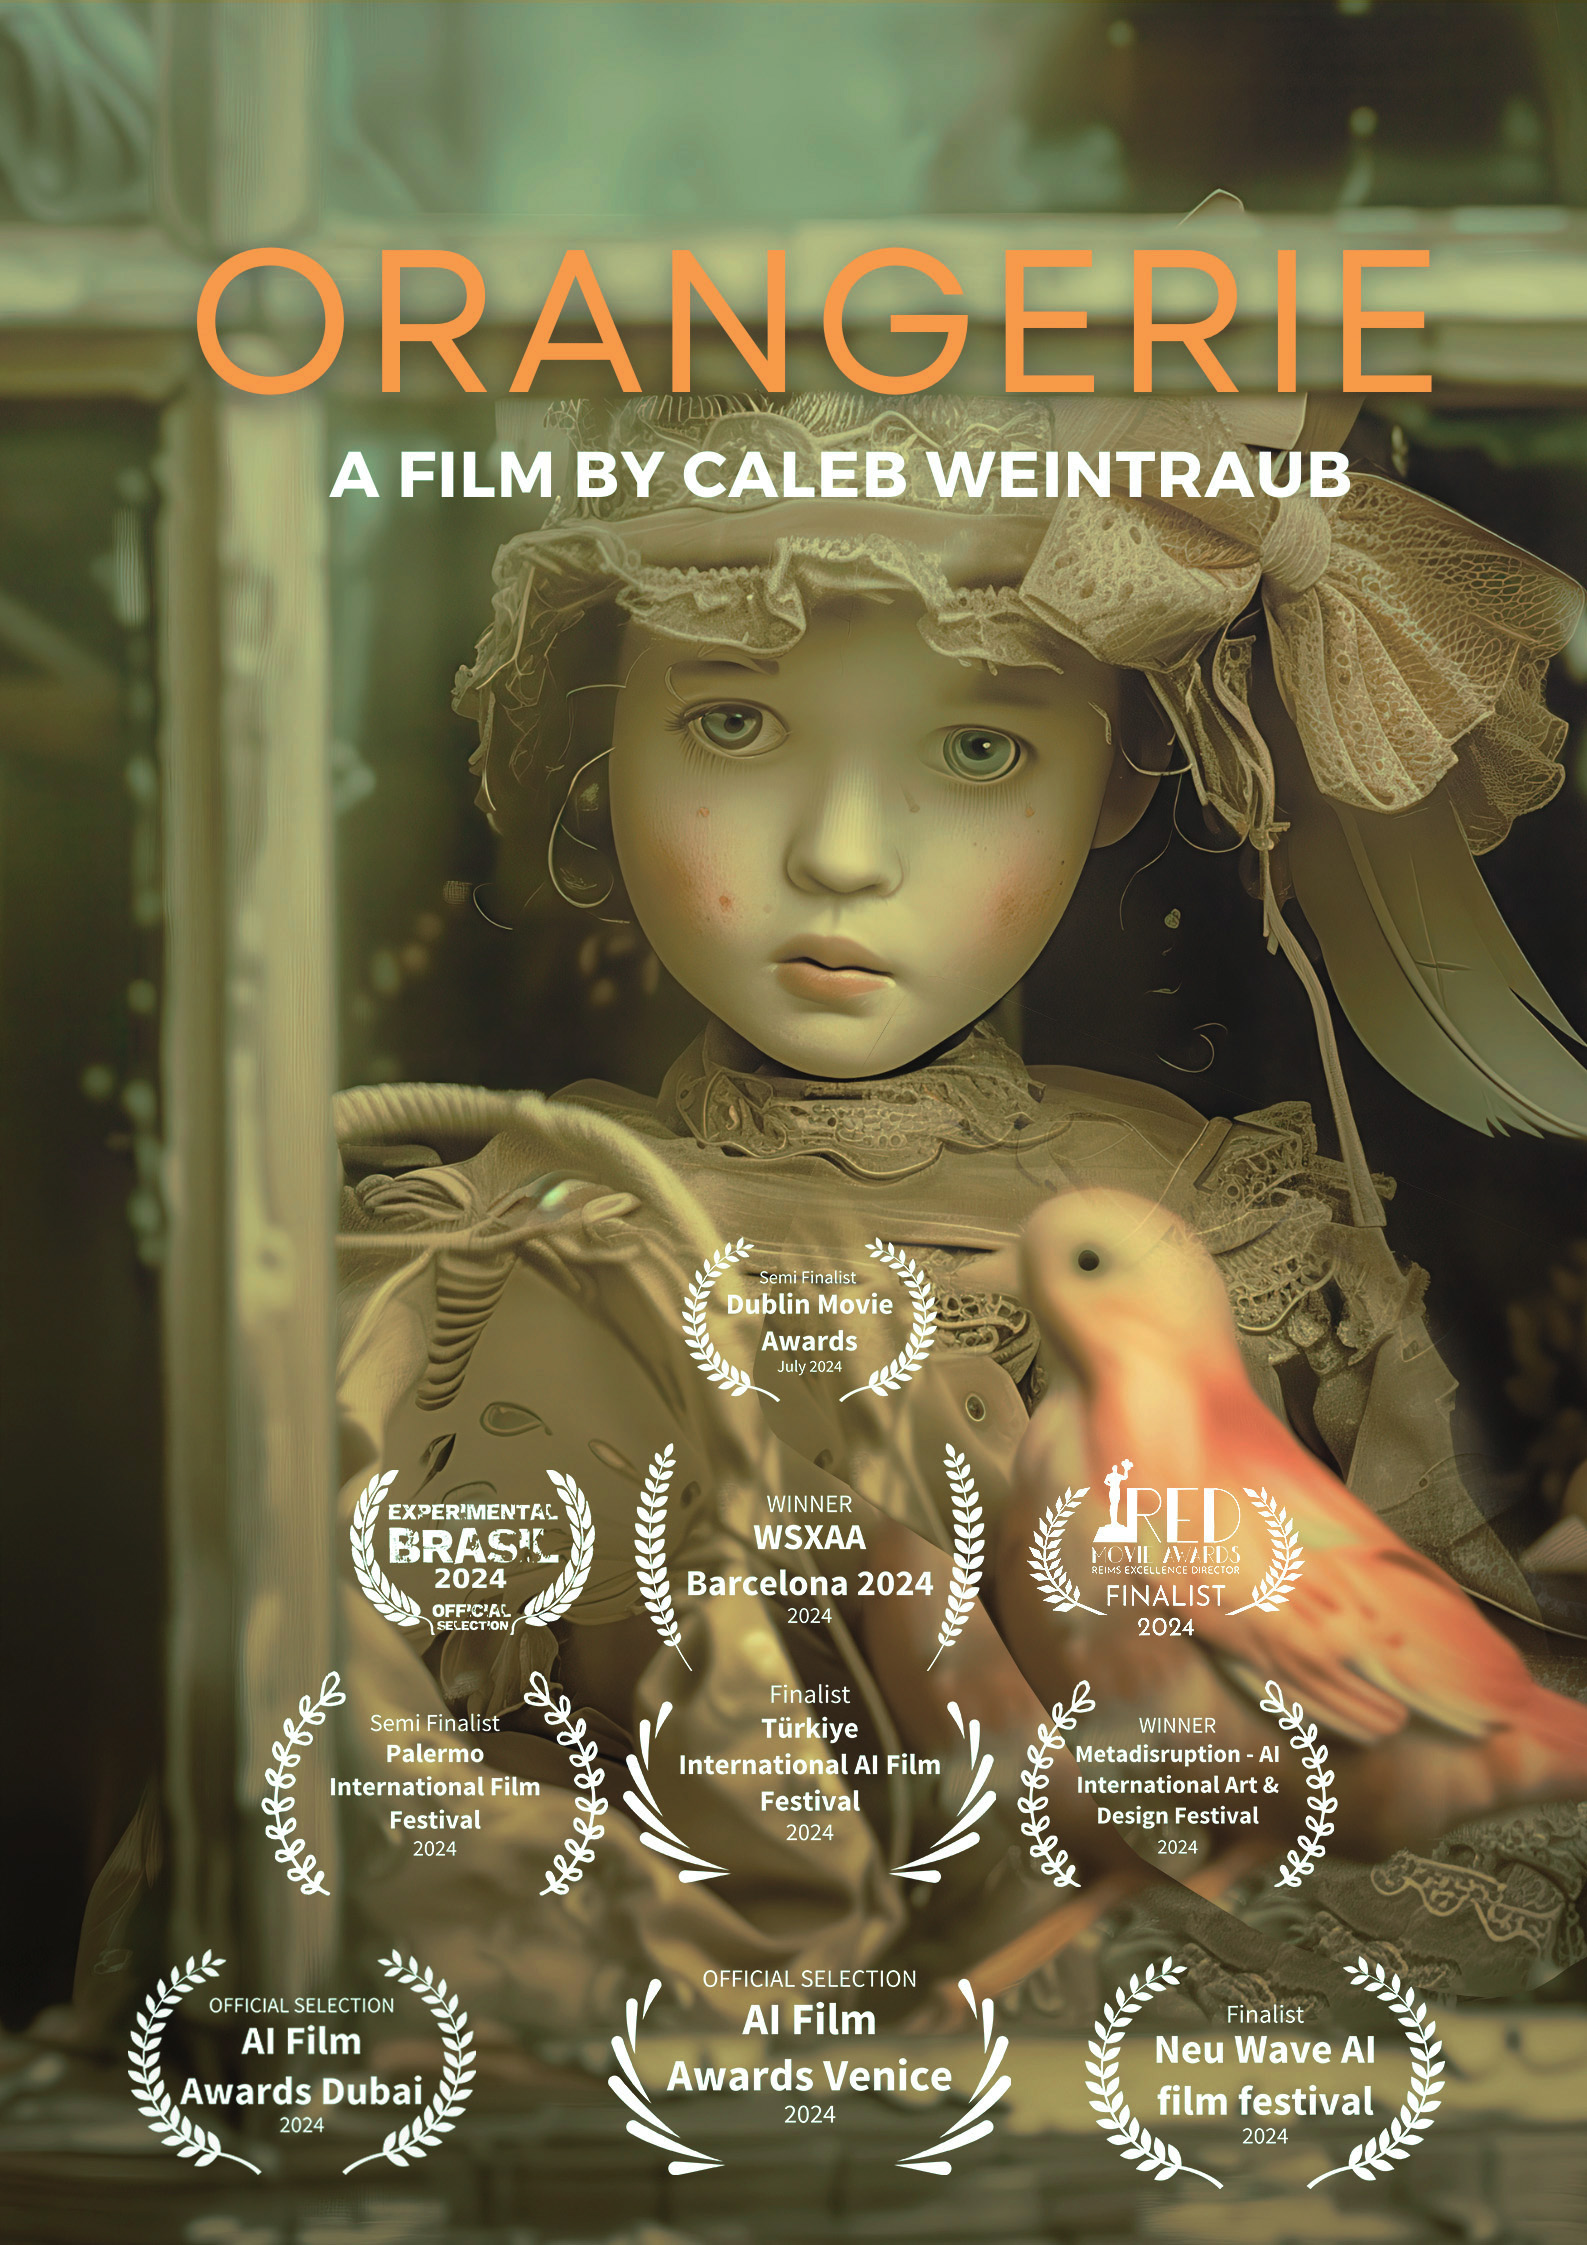 ORANGERIE
A FILM BY CALEB WEINTRAUB
Semi Finalist
Dublin Movie
Awards
July 2024
EXPERIMENTAL
BRASIL
2024
OFFICIAL
SELECTION
WINNER
WSXAA
Barcelona 2024
2024
RED
MOVIE AWARDS
REIMS EXCELLENCE DIRECTOR
FINALIST
2024
Semi Finalist
Palermo
International Film
Festival
2024
Finalist
Türkiye
International AI Film
Festival
2024
WINNER
Metadisruption - AI
International Art &
Design Festival
2024
OFFICIAL SELECTION
AI Film
Awards Dubai
2024
OFFICIAL SELECTION
AI Film
Awards Venice
2024
Finalist
Neu Wave AI
film festival
2024